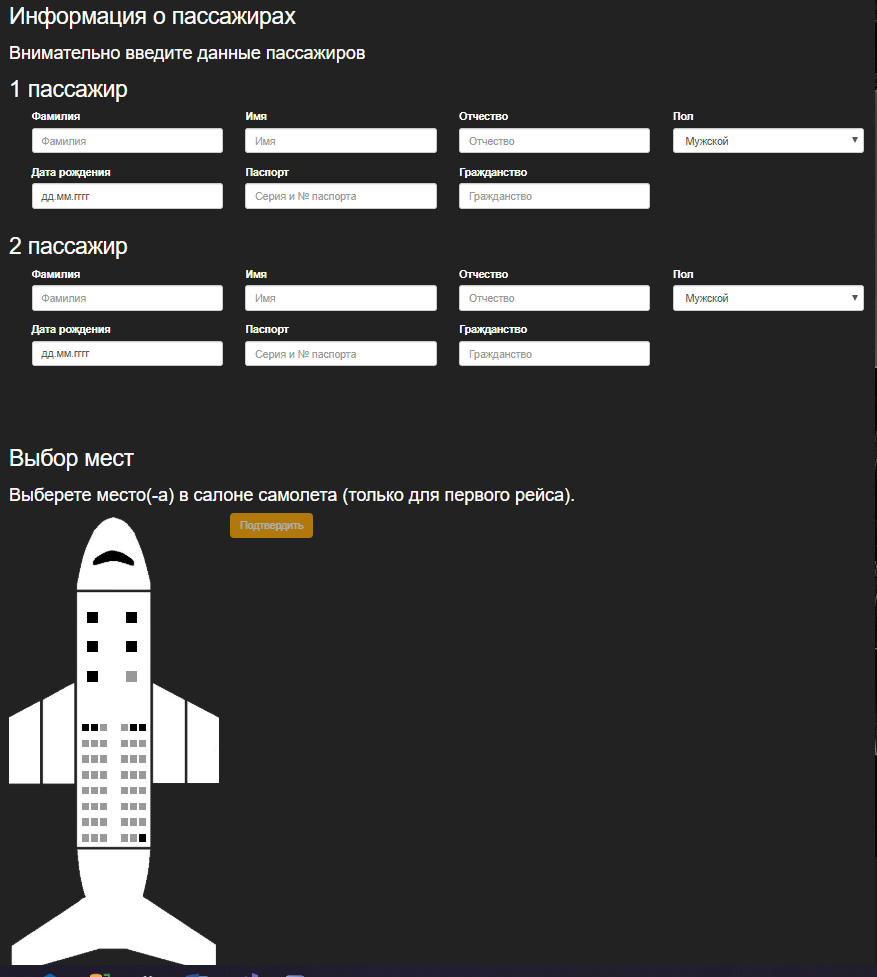 Информация о пассажирах
Внимательно введите данные пассажиров
1 пассажир
Фамилия Имя Отчество Пол
Фамилия Имя Отчество Мужской
Дата рождения Паспорт Гражданство
дд.мм.гггг Серия и № паспорта Гражданство
2 пассажир
Фамилия Имя Отчество Пол
Фамилия Имя Отчество Мужской
Дата рождения Паспорт Гражданство
дд.мм.гггг Серия и № паспорта Гражданство
Выбор мест
Выберете место(-а) в салоне самолета (только для первого рейса).
Подтвердить